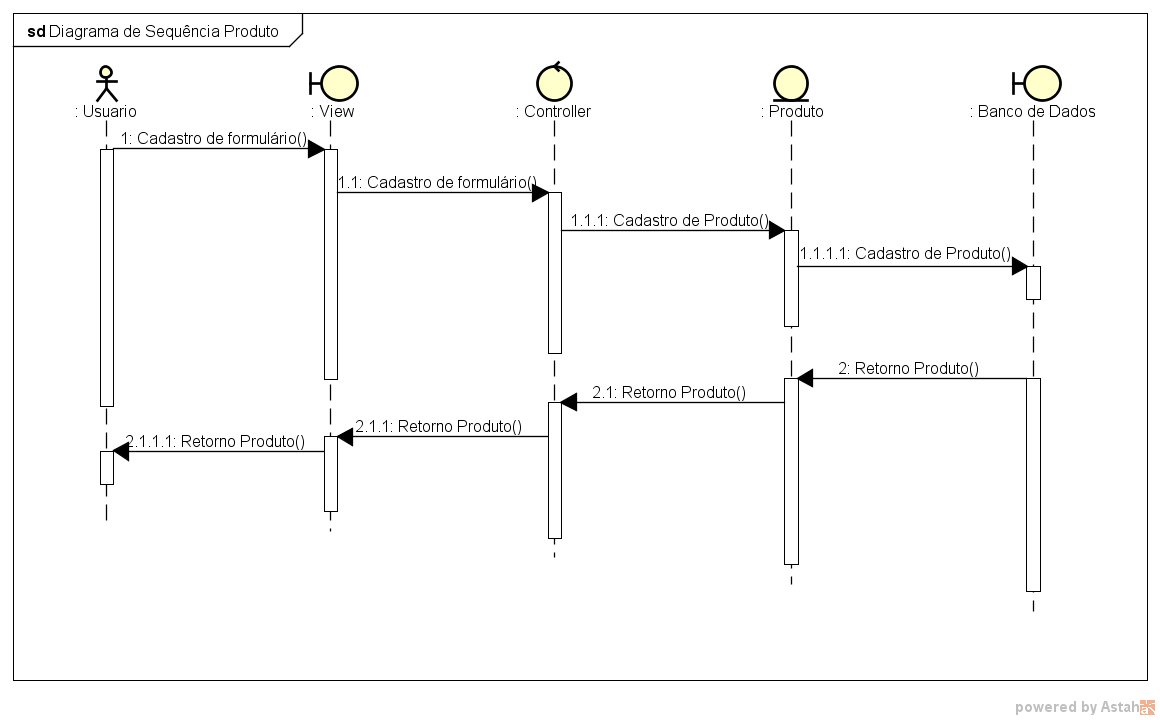 sd Diagrama de Sequência Produto
: Usuario
: View
: Controller
: Produto
: Banco de Dados
1: Cadastro de formulário()
1.1: Cadastro de formulário()
1.1.1: Cadastro de Produto()
1.1.1.1: Cadastro de Produto()
2: Retorno Produto()
2.1: Retorno Produto()
2.1.1: Retorno Produto()
2.1.1.1: Retorno Produto()
powered by Astah